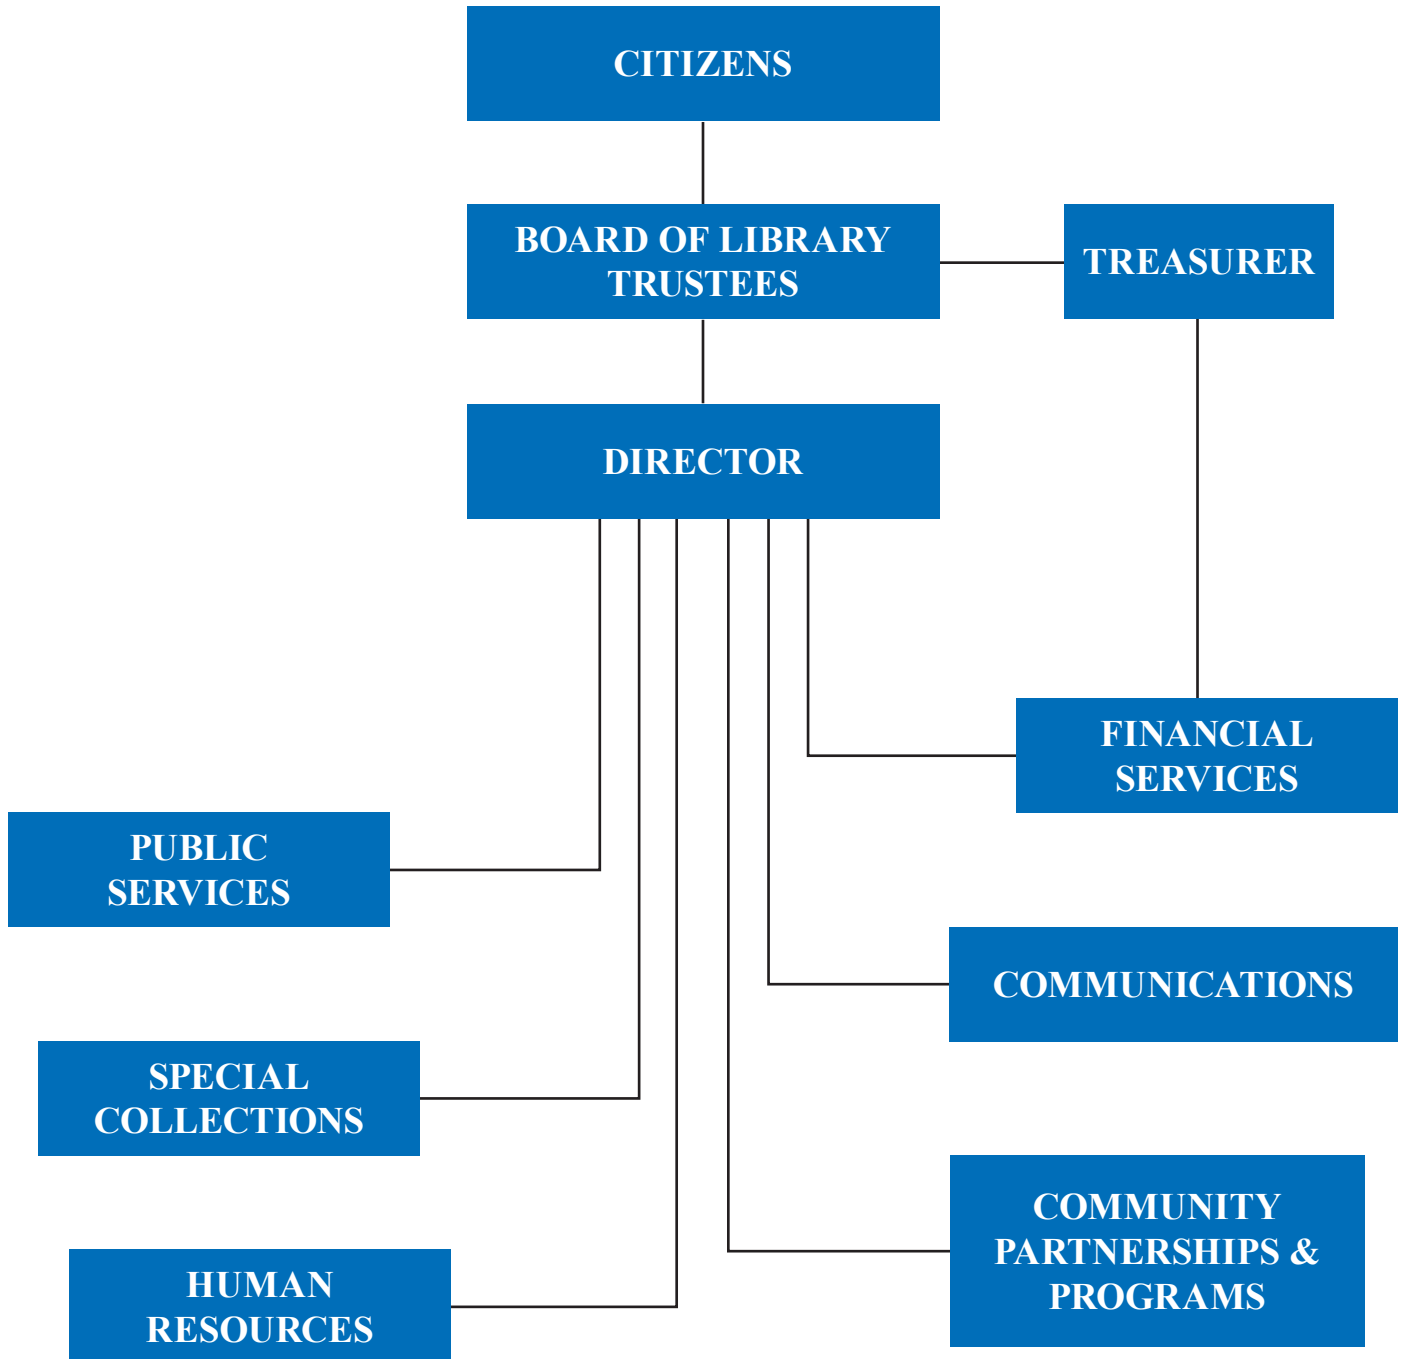 CITIZENS
BOARD OF LIBRARY
TRUSTEES
TREASURER
DIRECTOR
FINANCIAL
SERVICES
PUBLIC
SERVICES
COMMUNICATIONS
SPECIAL
COLLECTIONS
COMMUNITY
PARTNERSHIPS &
PROGRAMS
HUMAN
RESOURCES